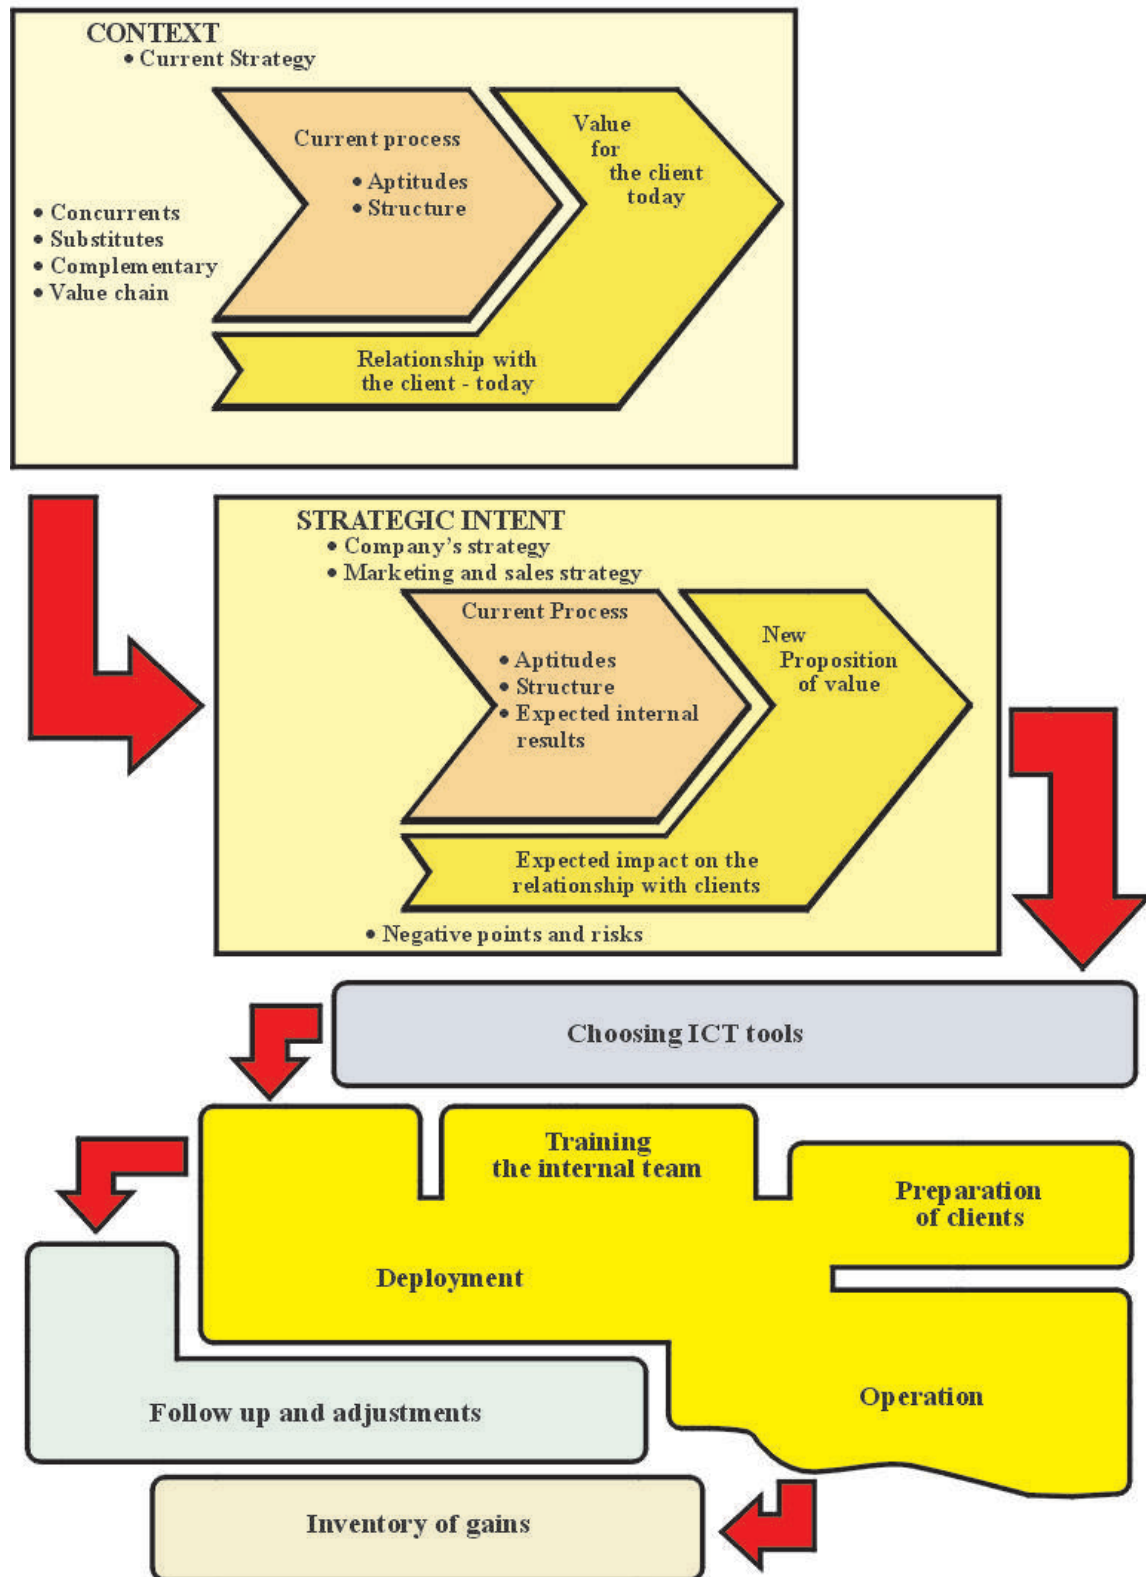 CONTEXT
• Current Strategy
Current process
• Aptitudes
• Structure
Value
for
the client
today
• Concurrents
• Substitutes
• Complementary
• Value chain
Relationship with
the client - today
STRATEGIC INTENT
• Company's strategy
• Marketing and sales strategy
Current Process
• Aptitudes
• Structure
• Expected internal
results
New
Proposition
of value
Expected impact on the
relationship with clients
• Negative points and risks
Choosing ICT tools
Training
the internal team
Preparation
of clients
Deployment
Operation
Follow up and adjustments
Inventory of gains